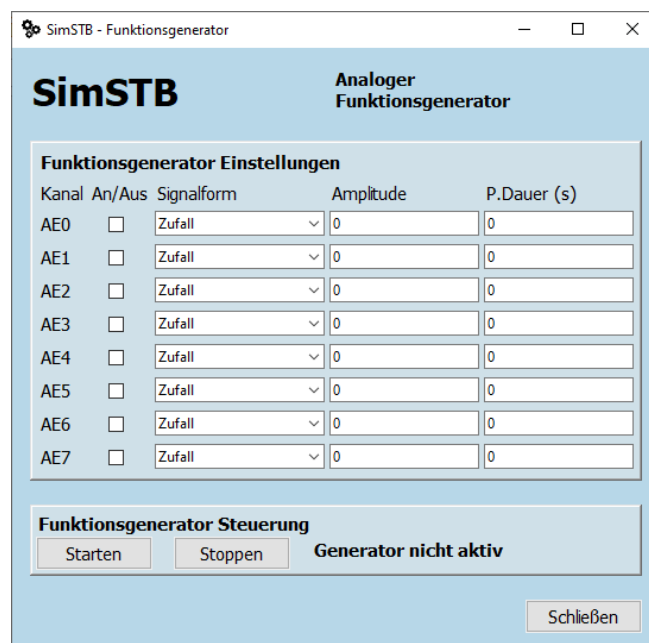 SimSTB - Funktionsgenerator
SimSTB
Analoger
Funktionsgenerator
Funktionsgenerator Einstellungen
Kanal An/Aus Signalform Amplitude P.Dauer (s)
AE0 Zufall 0 0
AE1 Zufall 0 0
AE2 Zufall 0 0
AE3 Zufall 0 0
AE4 Zufall 0 0
AE5 Zufall 0 0
AE6 Zufall 0 0
AE7 Zufall 0 0
Funktionsgenerator Steuerung
Starten Stoppen Generator nicht aktiv
Schließen